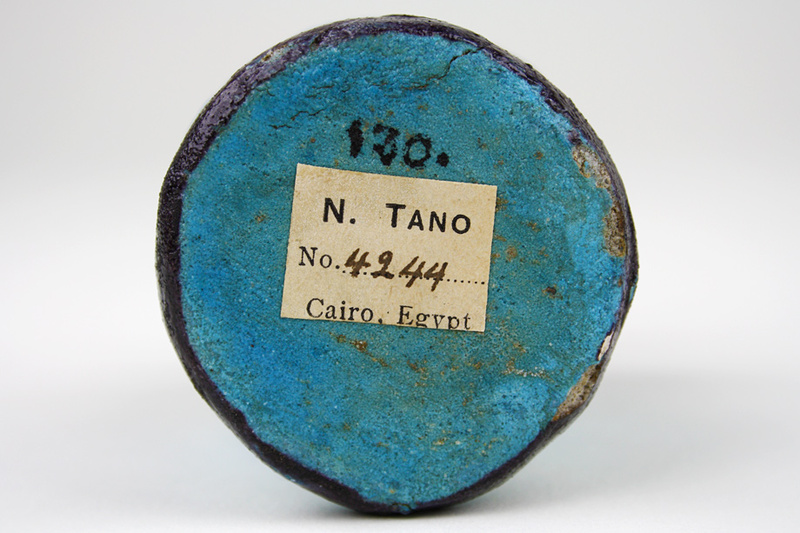 130.
N. TANO
No. 4244
Cairo, Egypt